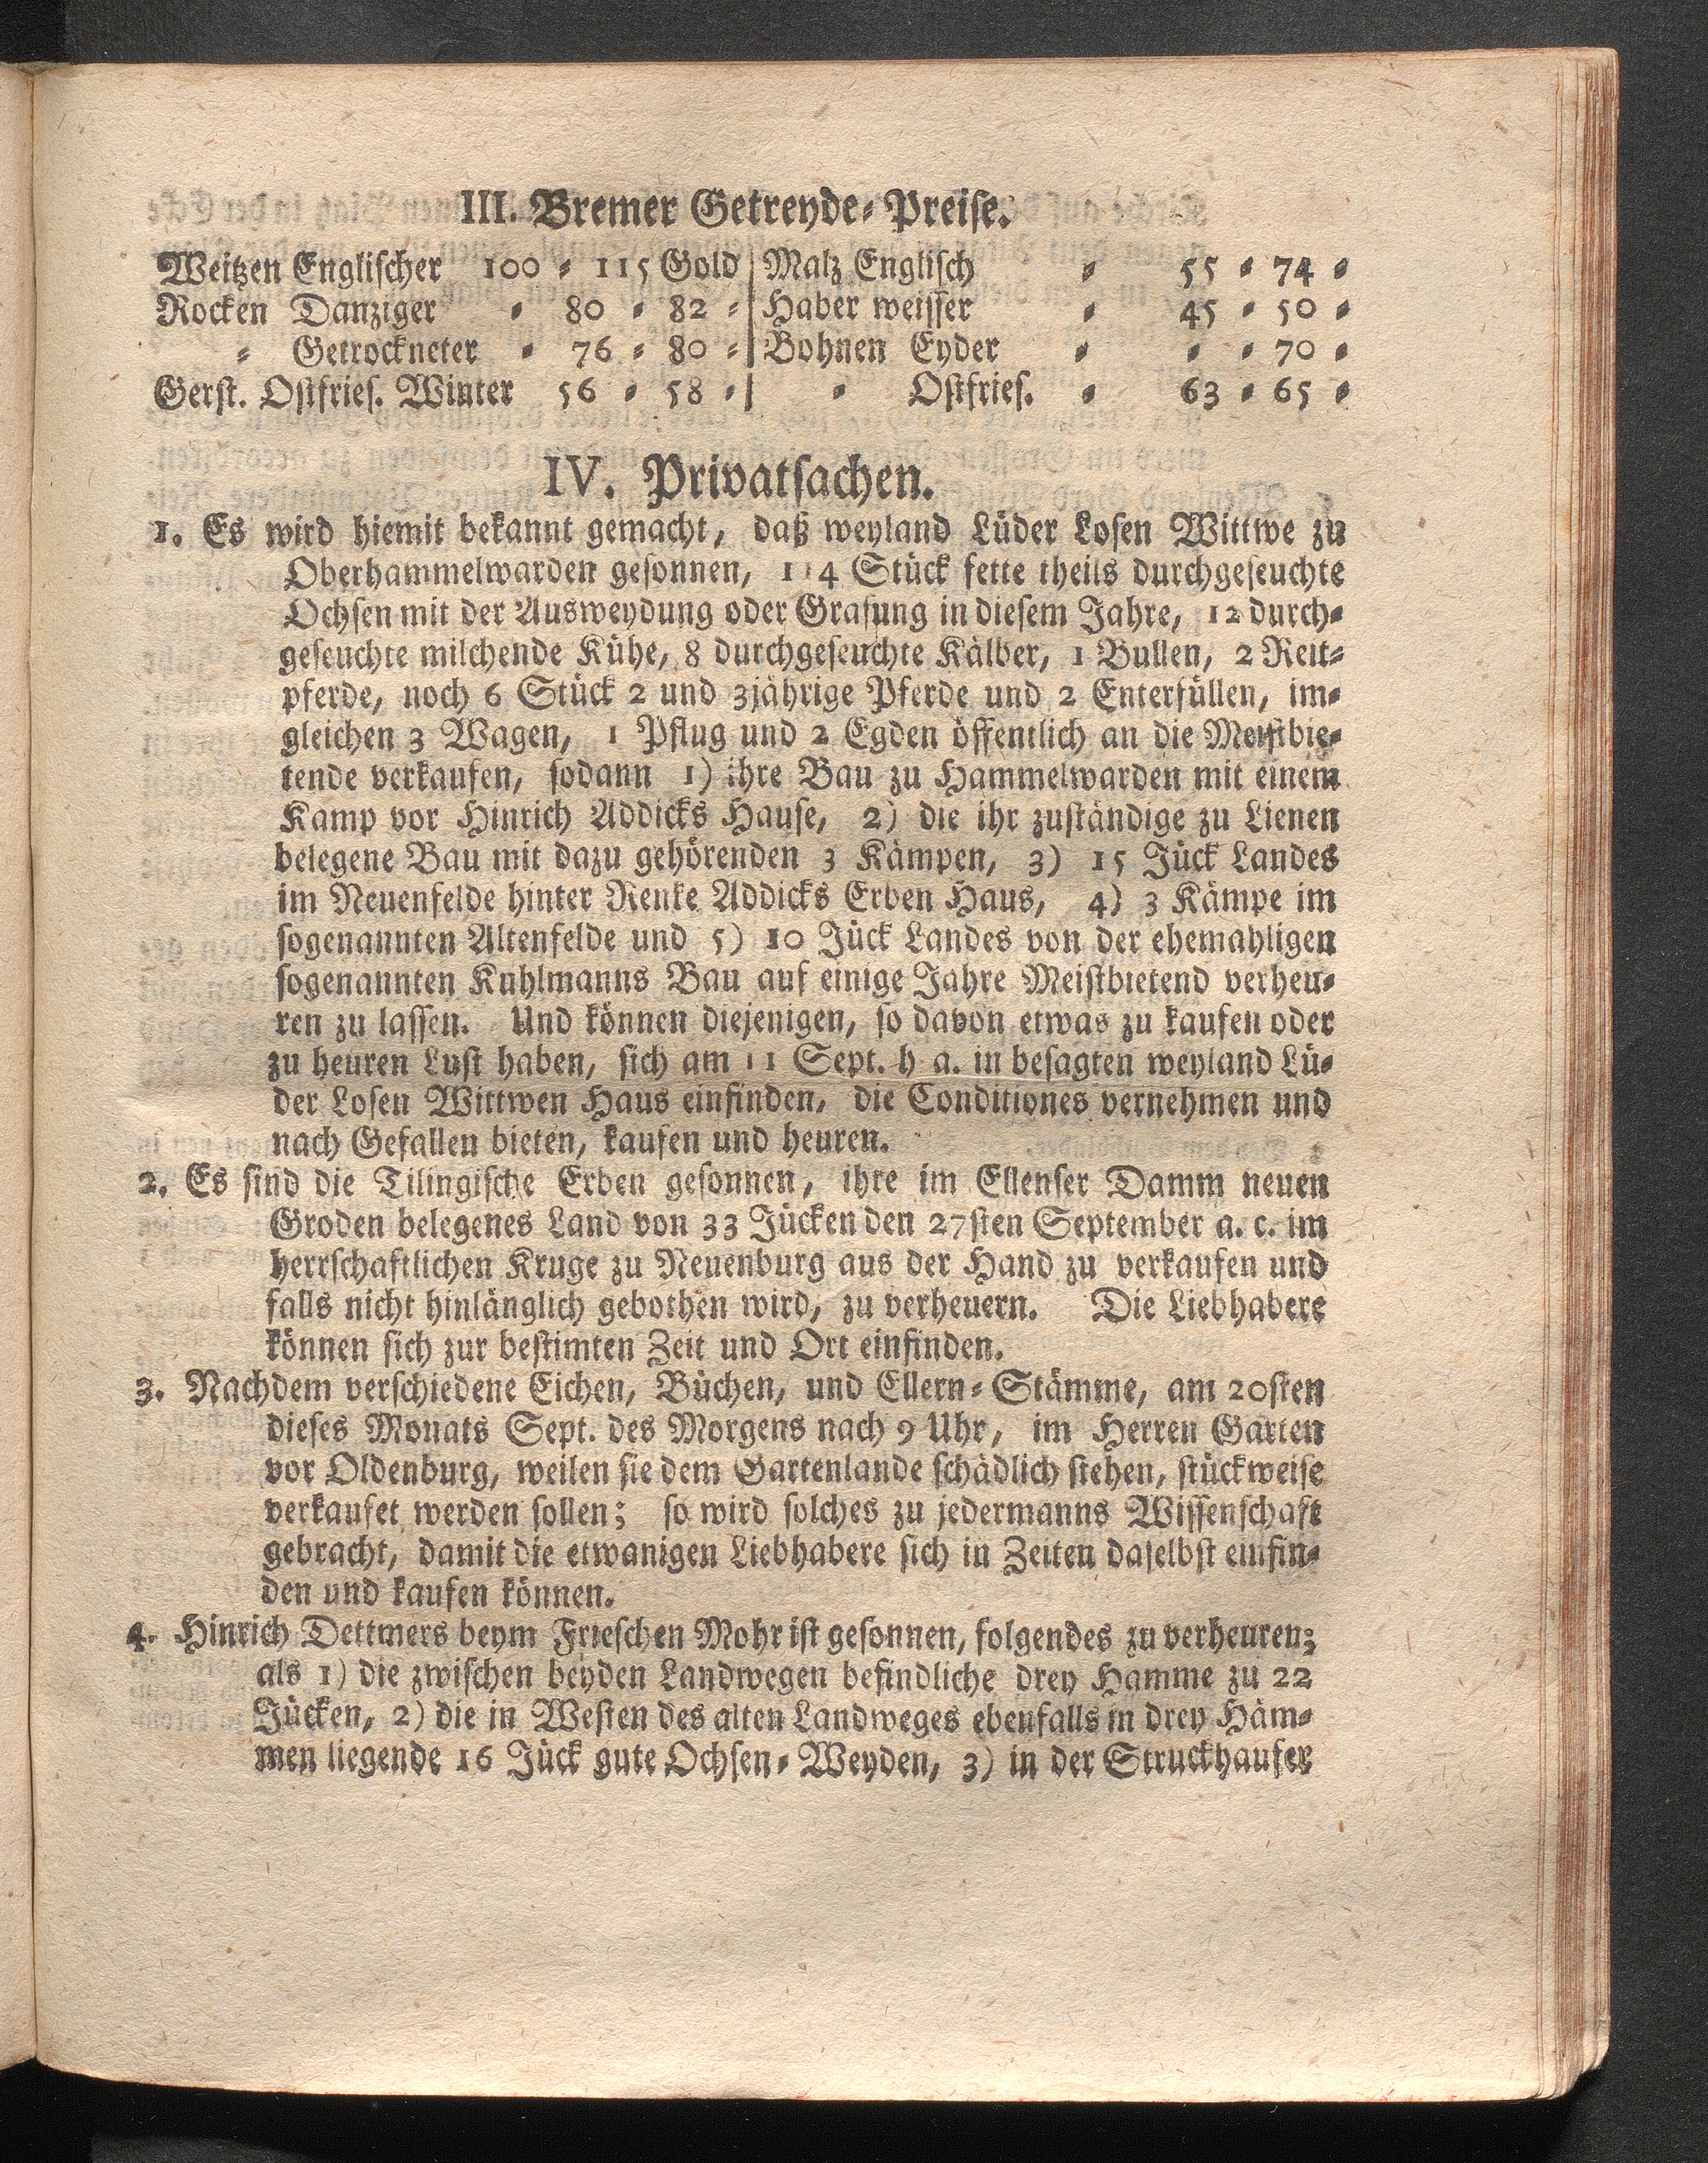 III. Bremer Getreyde-Preise.
Weitzen Englischer 100 - 115 Gold | Malz Englisch - 55 - 74 -
Rocken Danziger - 80 - 82 - | Haber weisser - 45 - 50 -
- Getrockneter - 76 - 80 - | Bohnen Eyder - - - 70 -
Gerst. Ostfries. Winter 56 - 58 - | - Ostfries. - 63 - 65 -
IV. Privatsachen.
1. Es wird hiemit bekannt gemacht, daß weyland Lüder Losen Wittwe zu
Oberhammelwarden gesonnen, 114 Stück fette theils durchgeseuchte
Ochsen mit der Ausweydung oder Grasung in diesem Jahre, 12 durch-
geseuchte milchende Kühe, 8 durchgeseuchte Kälber, 1 Bullen, 2 Reit-
pferde, noch 6 Stück 2 und 3jährige Pferde und 2 Enterfüllen, im-
gleichen 3 Wagen, 1 Pflug und 2 Egden öffentlich an die Meistbie-
tende verkaufen, sodann 1) ihre Bau zu Hammelwarden mit einem
Kamp vor Hinrich Addicks Hause, 2) die ihr zuständige zu Lienen
belegene Bau mit dazu gehörenden 3 Kämpen, 3) 15 Jück Landes
im Neuenfelde hinter Renke Addicks Erben Haus, 4) 3 Kämpe im
sogenannten Altenfelde und 5) 10 Jück Landes von der ehemahligen
sogenannten Kuhlmanns Bau auf einige Jahre Meistbietend verheu-
ren zu lassen. Und können diejenigen, so davon etwas zu kaufen oder
zu heuren Lust haben, sich am 11 Sept. h. a. in besagten weyland Lü-
der Losen Wittwen Haus einfinden, die Conditiones vernehmen und
nach Gefallen bieten, kaufen und heuren.
2. Es sind die Tilingische Erben gesonnen, ihre im Ellenser Damm neuen
Groden belegenes Land von 33 Jücken den 27sten September a. c. im
herrschaftlichen Kruge zu Neuenburg aus der Hand zu verkaufen und
falls nicht hinlänglich gebothen wird, zu verheuern. Die Liebhabere
können sich zur bestimten Zeit und Ort einfinden.
3. Nachdem verschiedene Eichen, Büchen, und Ellern-Stämme, am 20sten
dieses Monats Sept. des Morgens nach 9 Uhr, im Herren Garten
vor Oldenburg, weilen sie dem Gartenlande schädlich stehen, stückweise
verkaufet werden sollen; so wird solches zu jedermanns Wissenschaft
gebracht, damit die etwanigen Liebhabere sich in Zeiten daselbst einfin-
den und kaufen können.
4. Hinrich Dettmers beym Frieschen Mohr ist gesonnen, folgendes zu verheuren;
als 1) die zwischen beyden Landwegen befindliche drey Hamme zu 22
Jücken, 2) die in Westen des alten Landweges ebenfalls in drey Häm-
men liegende 16 Jück gute Ochsen-Weyden, 3) in der Struckhauser